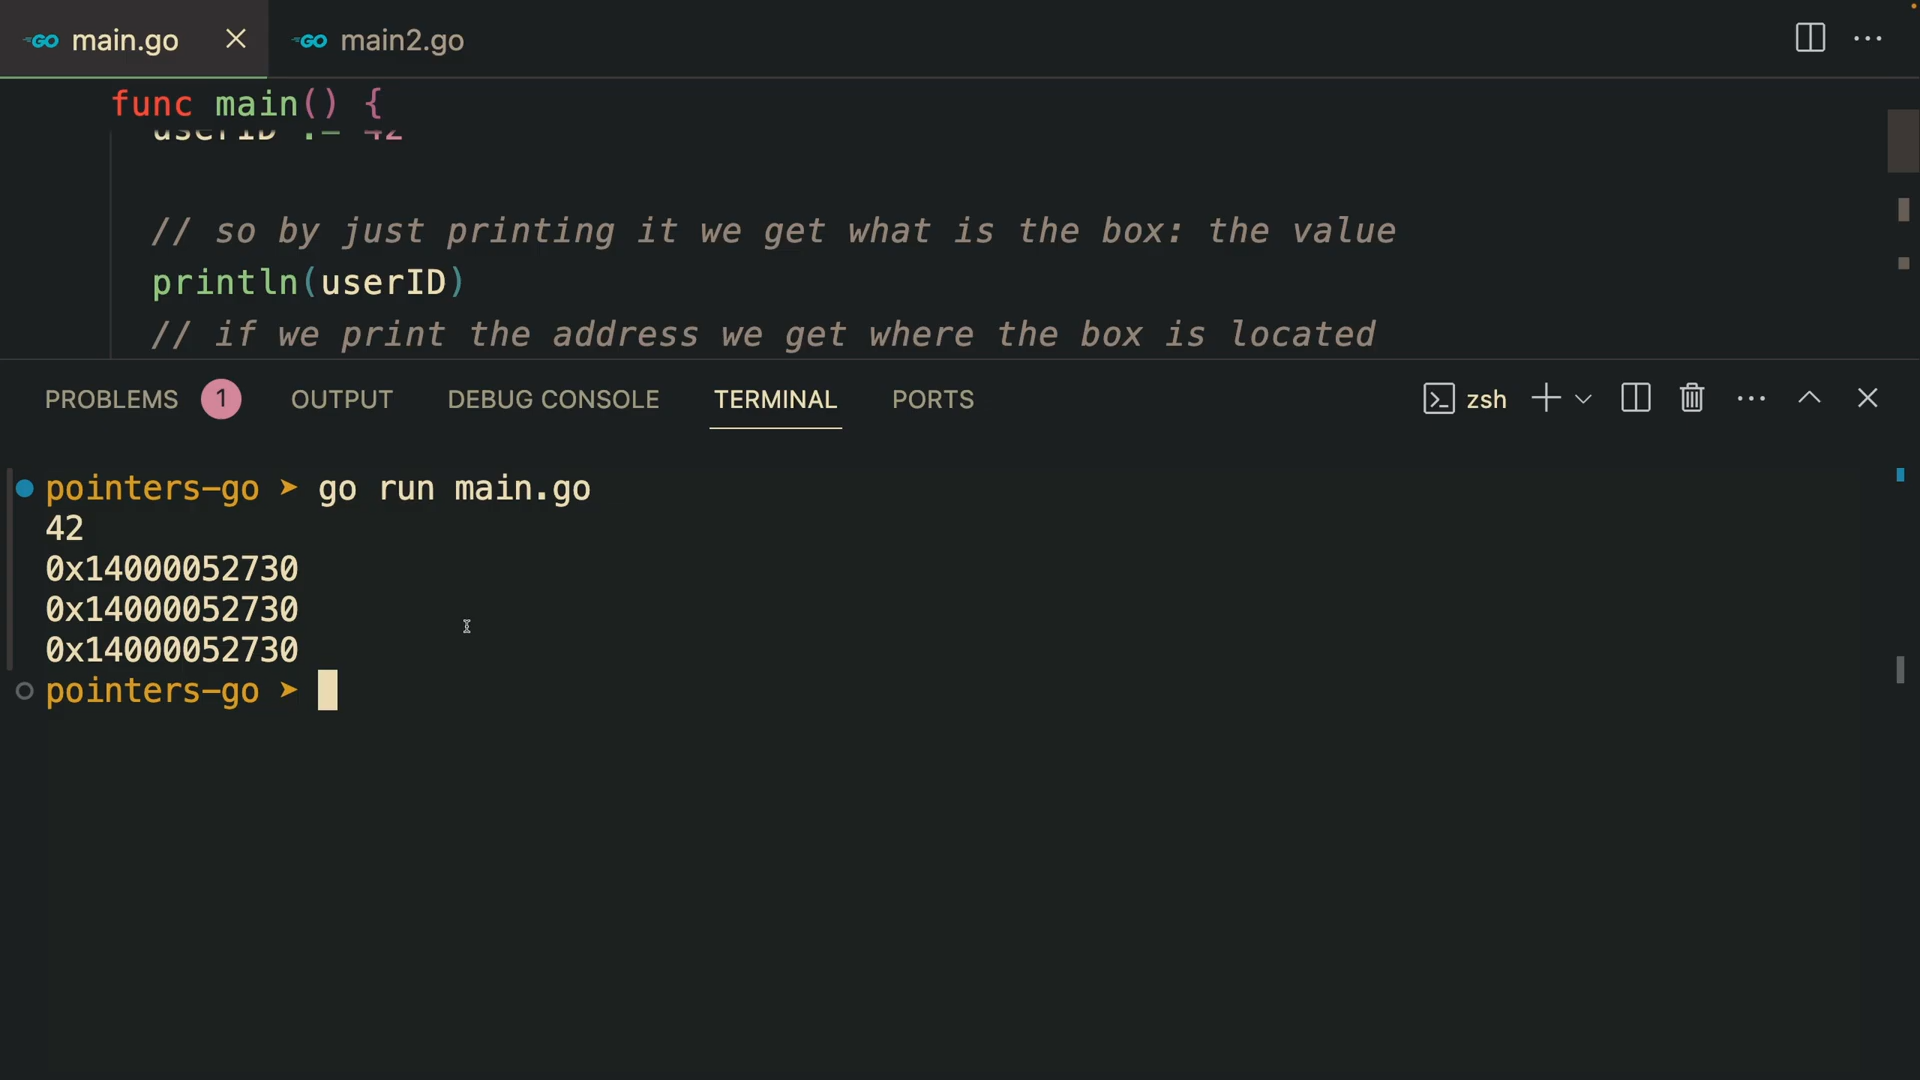 main.go
main2.go
func main() {
userID := 42
// so by just printing it we get what is the box: the value
println(userID)
// if we print the address we get where the box is located
PROBLEMS 1 OUTPUT DEBUG CONSOLE TERMINAL PORTS zsh
pointers-go ➤ go run main.go
42
0x14000052730
0x14000052730
0x14000052730
pointers-go ➤